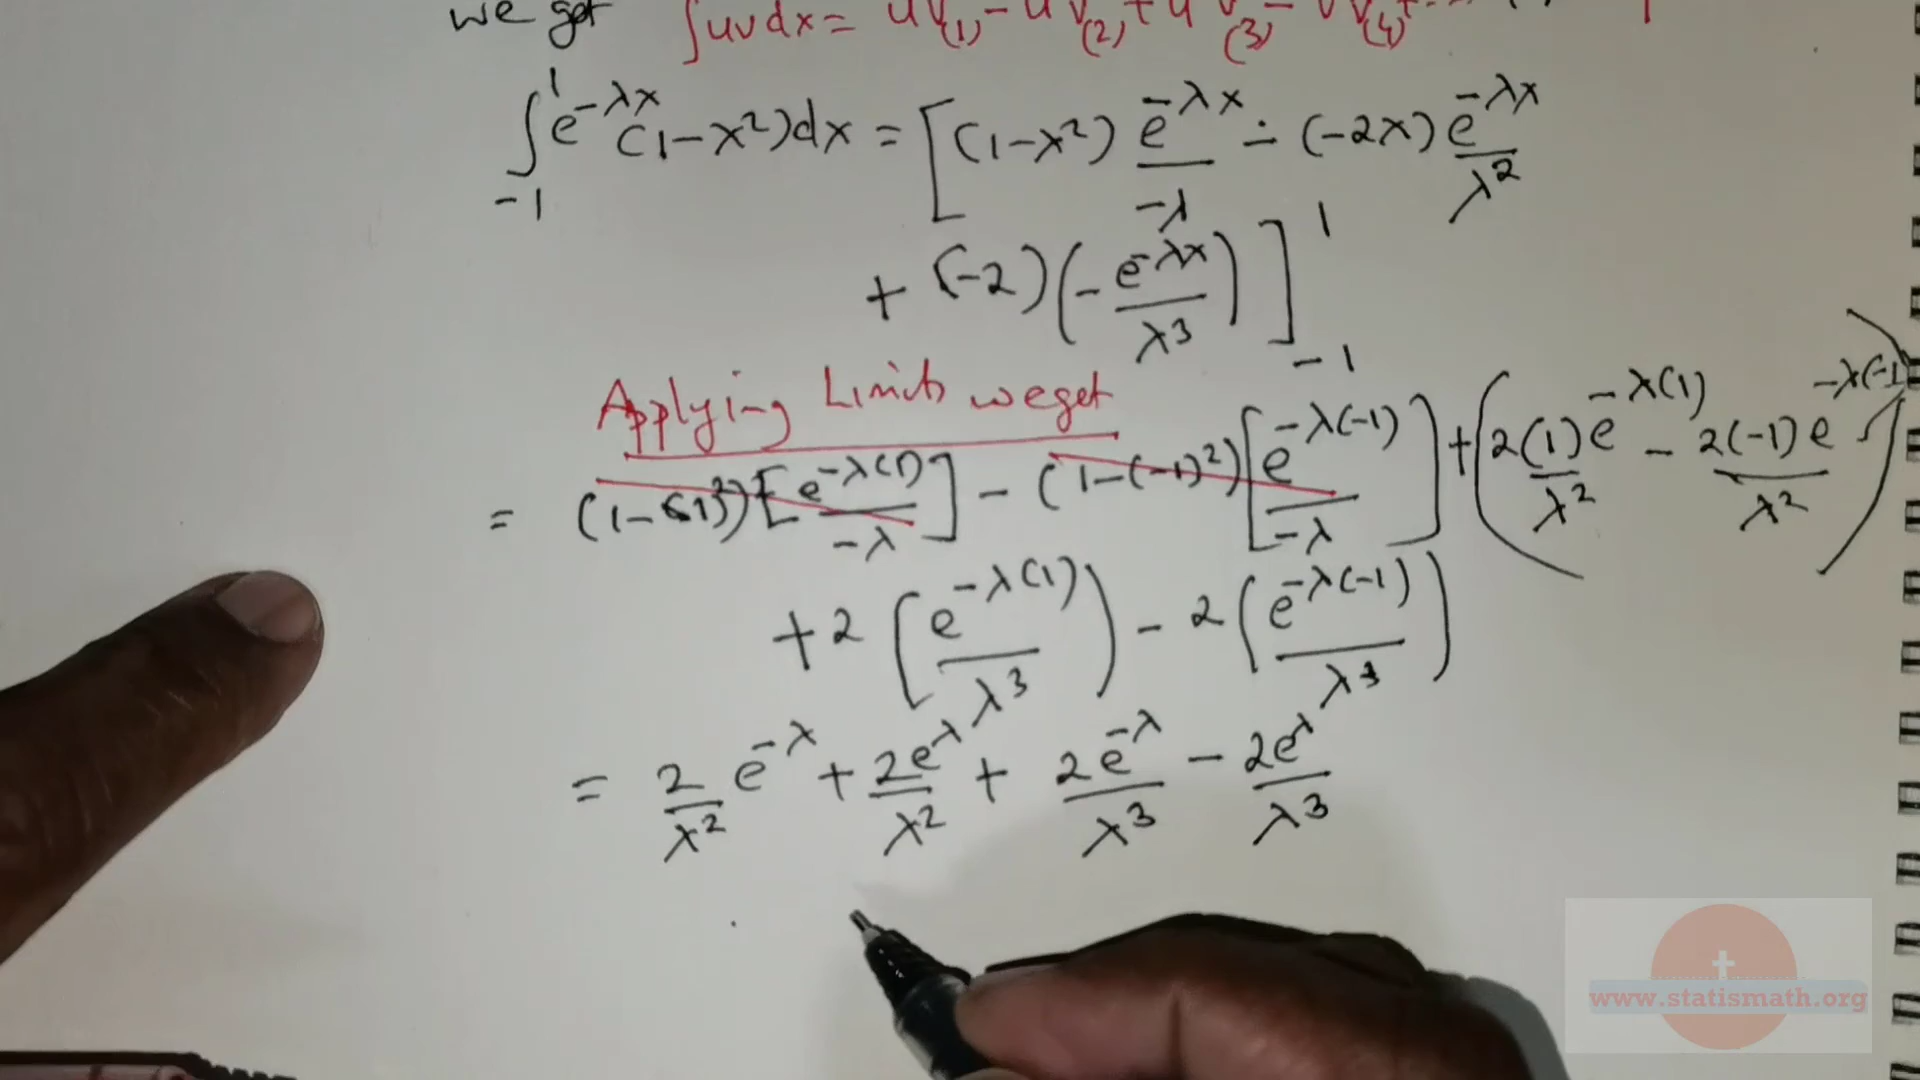 we get ∫uvdx = uv(1) − u'v(2) + u''v(3) −
∫₋₁¹ e^{-λx}(1-x²)dx = [(1-x²) e^{-λx}/-λ - (-2x) e^{-λx}/λ²
+ (-2)(-e^{-λx}/λ³)]₋₁¹
Applying Limits we get
= (1-(1)²)[e^{-λ(1)}/-λ] - (1-(-1)²)[e^{-λ(-1)}/-λ] + (2(1)e^{-λ(1)}/λ² - 2(-1)e^{-λ(-1)}/λ²)
+2(e^{-λ(1)}/λ³) - 2(e^{-λ(-1)}/λ³)
= 2/λ² e^{-λ} + 2e^{λ}/λ² + 2e^{-λ}/λ³ - 2e^{λ}/λ³
www.statismath.org